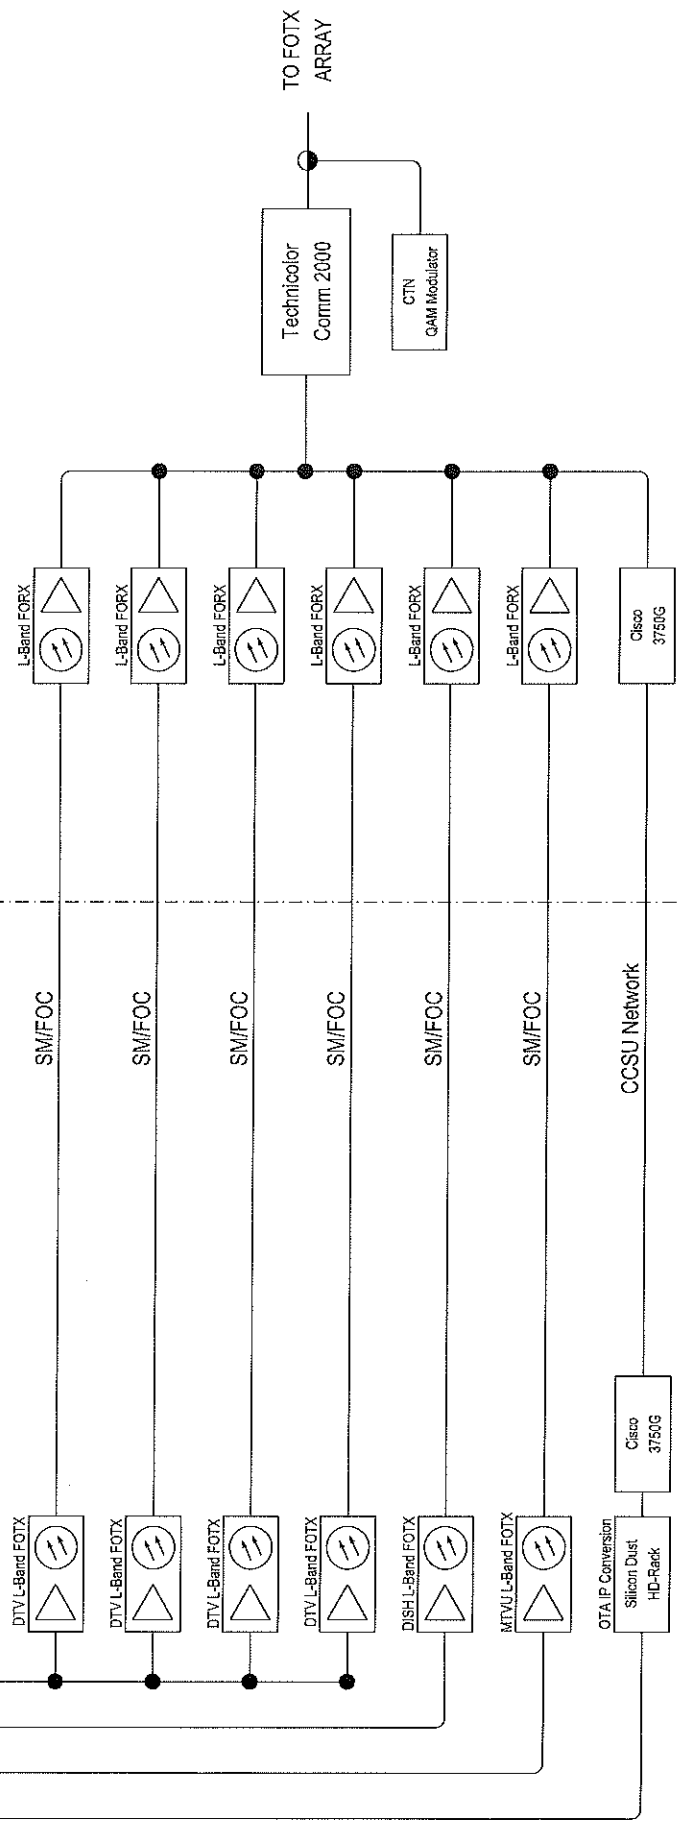 TO FOTX
ARRAY
Technicolor
Comm 2000
CTN
QAM Modulator
L-Band FORX
L-Band FORX
L-Band FORX
L-Band FORX
L-Band FORX
L-Band FORX
Cisco
3750G
SM/FOC
SM/FOC
SM/FOC
SM/FOC
SM/FOC
SM/FOC
CCSU Network
Cisco
3750G
DTV L-Band FOTX
DTV L-Band FOTX
DTV L-Band FOTX
DTV L-Band FOTX
DISH L-Band FOTX
MTVU L-Band FOTX
OTA IP Conversion
Silicon Dust
HD-Rack